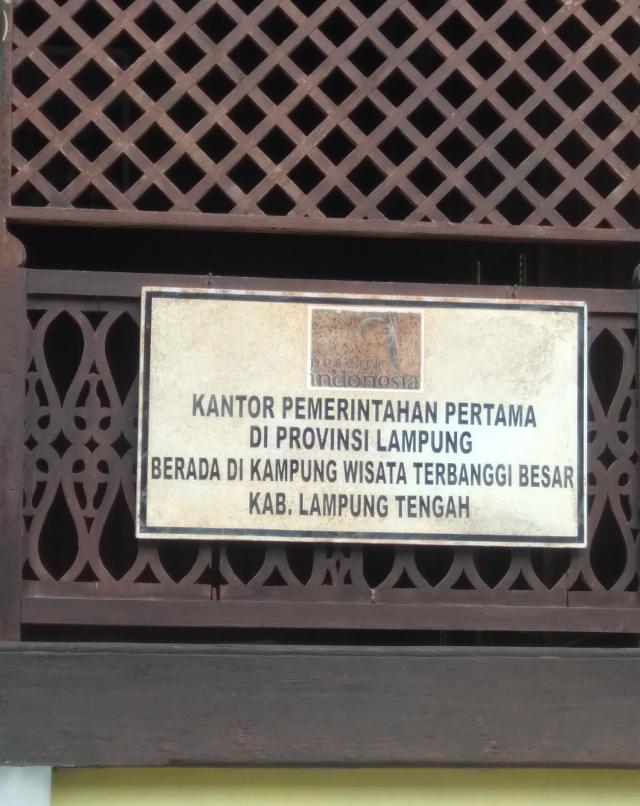 pesona
indonesia
KANTOR PEMERINTAHAN PERTAMA
DI PROVINSI LAMPUNG
BERADA DI KAMPUNG WISATA TERBANGGI BESAR
KAB. LAMPUNG TENGAH